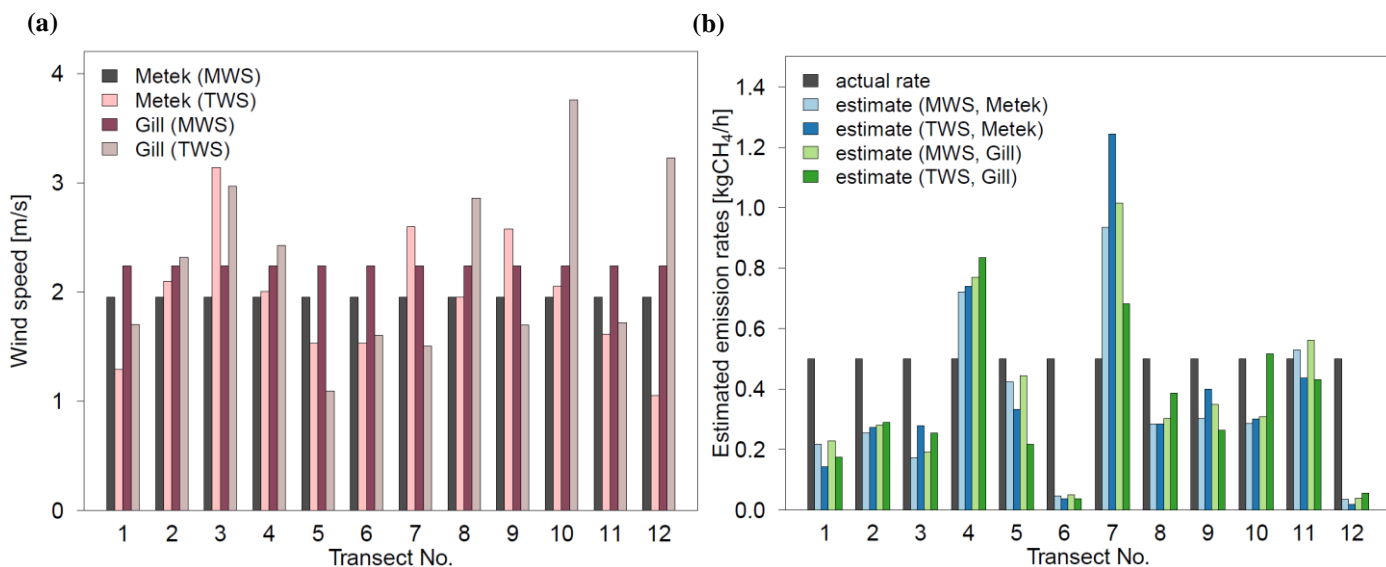 (a)
4
3
2
1
0
Wind speed [m/s]
Metek (MWS)
Metek (TWS)
Gill (MWS)
Gill (TWS)
1 2 3 4 5 6 7 8 9 10 11 12
Transect No.
(b)
1.4
1.2
1.0
0.8
0.6
0.4
0.2
0.0
Estimated emission rates [kgCH₄/h]
actual rate
estimate (MWS, Metek)
estimate (TWS, Metek)
estimate (MWS, Gill)
estimate (TWS, Gill)
1 2 3 4 5 6 7 8 9 10 11 12
Transect No.